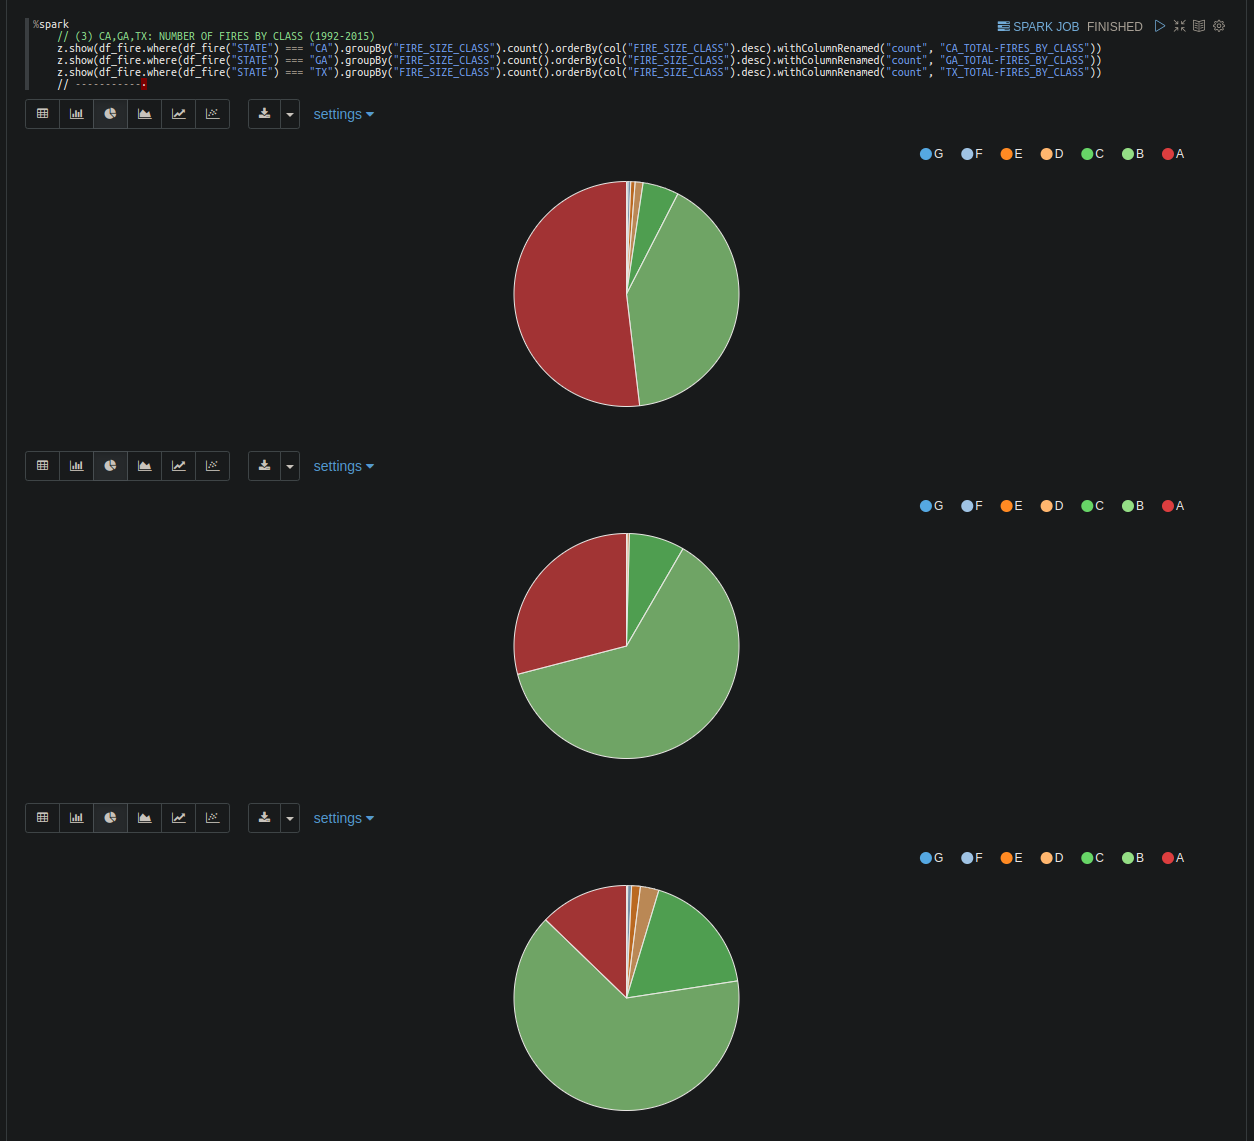 %spark
SPARK JOB FINISHED
// (3) CA,GA,TX: NUMBER OF FIRES BY CLASS (1992-2015)
z.show(df_fire.where(df_fire("STATE") === "CA").groupBy("FIRE_SIZE_CLASS").count().orderBy(col("FIRE_SIZE_CLASS").desc).withColumnRenamed("count", "CA_TOTAL-FIRES_BY_CLASS"))
z.show(df_fire.where(df_fire("STATE") === "GA").groupBy("FIRE_SIZE_CLASS").count().orderBy(col("FIRE_SIZE_CLASS").desc).withColumnRenamed("count", "GA_TOTAL-FIRES_BY_CLASS"))
z.show(df_fire.where(df_fire("STATE") === "TX").groupBy("FIRE_SIZE_CLASS").count().orderBy(col("FIRE_SIZE_CLASS").desc).withColumnRenamed("count", "TX_TOTAL-FIRES_BY_CLASS"))
// ------------
settings
G F E D C B A
settings
G F E D C B A
settings
G F E D C B A